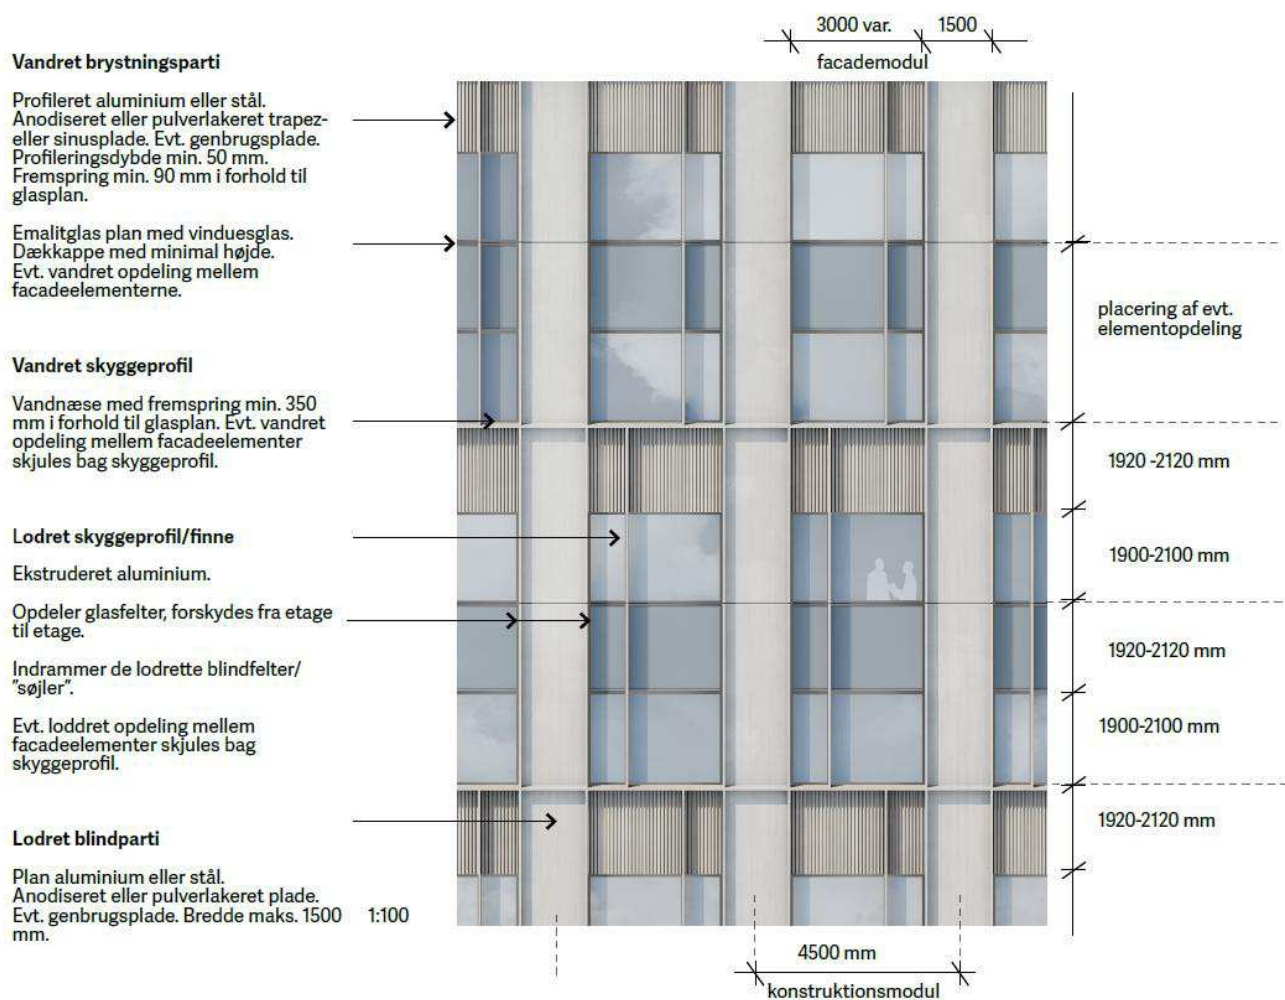 3000 var.
1500
facademodul
Vandret brystningsparti
Profileret aluminium eller stål.
Anodiseret eller pulverlakeret trapez-
eller sinusplade. Evt. genbrugsplade.
Profileringsdybde min. 50 mm.
Fremspring min. 90 mm i forhold til
glasplan.
Emalitglas plan med vinduesglas.
Dækkappe med minimal højde.
Evt. vandret opdeling mellem
facadeelementerne.
placering af evt.
elementopdeling
Vandret skyggeprofil
Vandnæse med fremspring min. 350
mm i forhold til glasplan. Evt. vandret
opdeling mellem facadeelementer
skjules bag skyggeprofil.
1920 -2120 mm
Lodret skyggeprofil/finne
Ekstruderet aluminium.
1900-2100 mm
Opdeler glasfelter, forskydes fra etage
til etage.
1920-2120 mm
Indrammer de lodrette blindfelter/
"søjler".
Evt. loddret opdeling mellem
facadeelementer skjules bag
skyggeprofil.
1900-2100 mm
Lodret blindparti
1920-2120 mm
Plan aluminium eller stål.
Anodiseret eller pulverlakeret plade.
Evt. genbrugsplade. Bredde maks. 1500
mm.
1:100
4500 mm
konstruktionsmodul